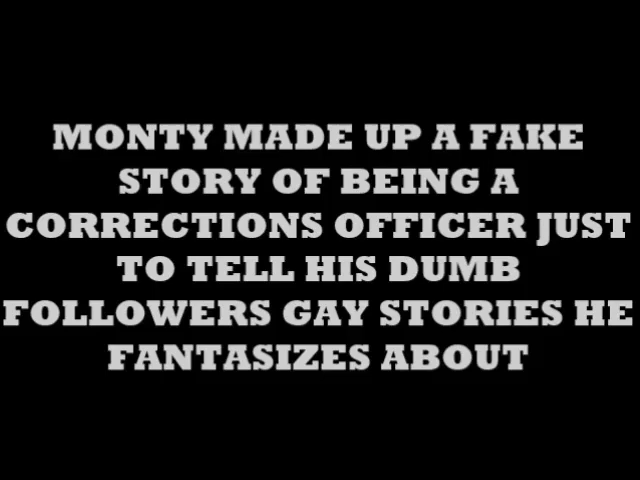 MONTY MADE UP A FAKE
STORY OF BEING A
CORRECTIONS OFFICER JUST
TO TELL HIS DUMB
FOLLOWERS GAY STORIES HE
FANTASIZES ABOUT